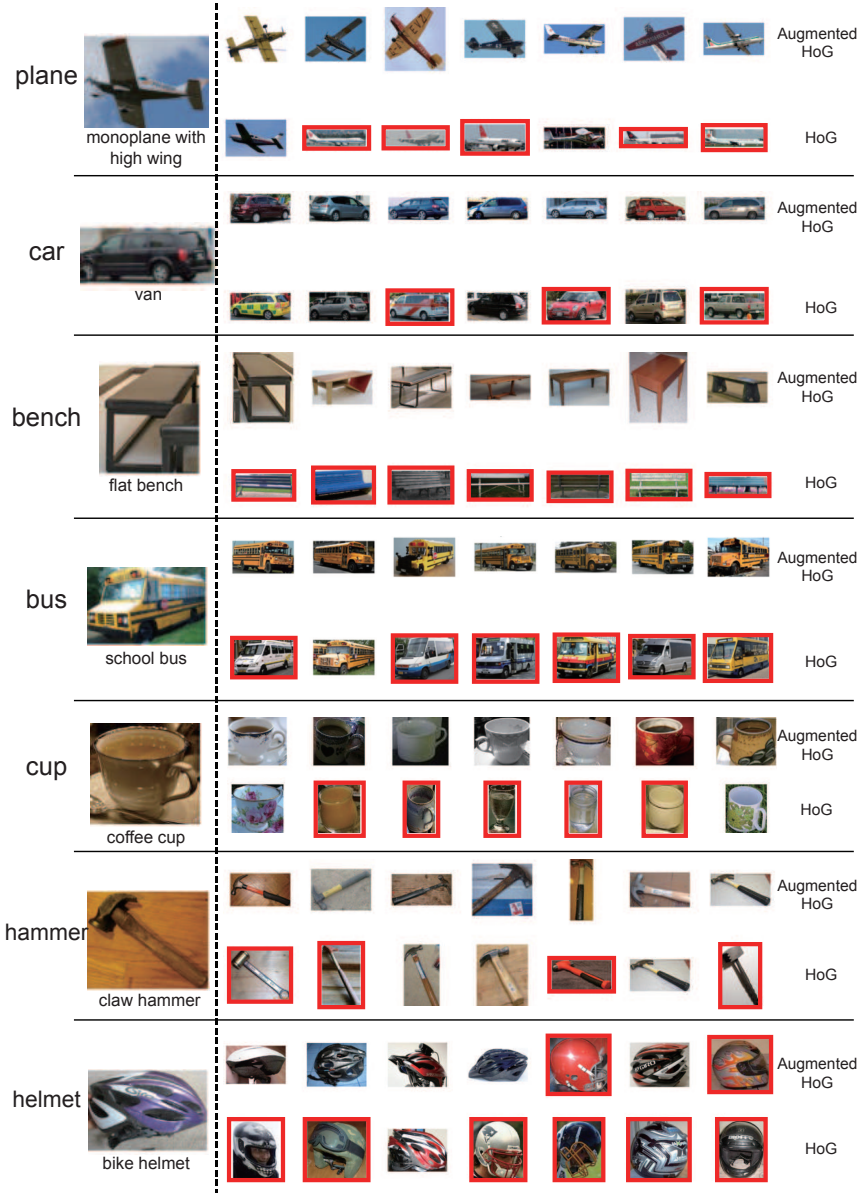 plane
monoplane with
high wing
Augmented
HoG
HoG
car
van
Augmented
HoG
HoG
bench
flat bench
Augmented
HoG
HoG
bus
school bus
Augmented
HoG
HoG
cup
coffee cup
Augmented
HoG
HoG
hammer
claw hammer
Augmented
HoG
HoG
helmet
bike helmet
Augmented
HoG
HoG